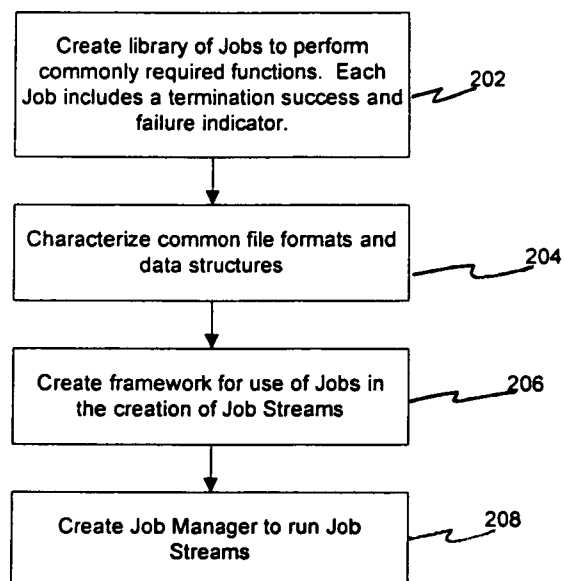 Create library of Jobs to perform
commonly required functions. Each
Job includes a termination success and
failure indicator.
202
Characterize common file formats and
data structures
204
Create framework for use of Jobs in
the creation of Job Streams
206
Create Job Manager to run Job
Streams
208